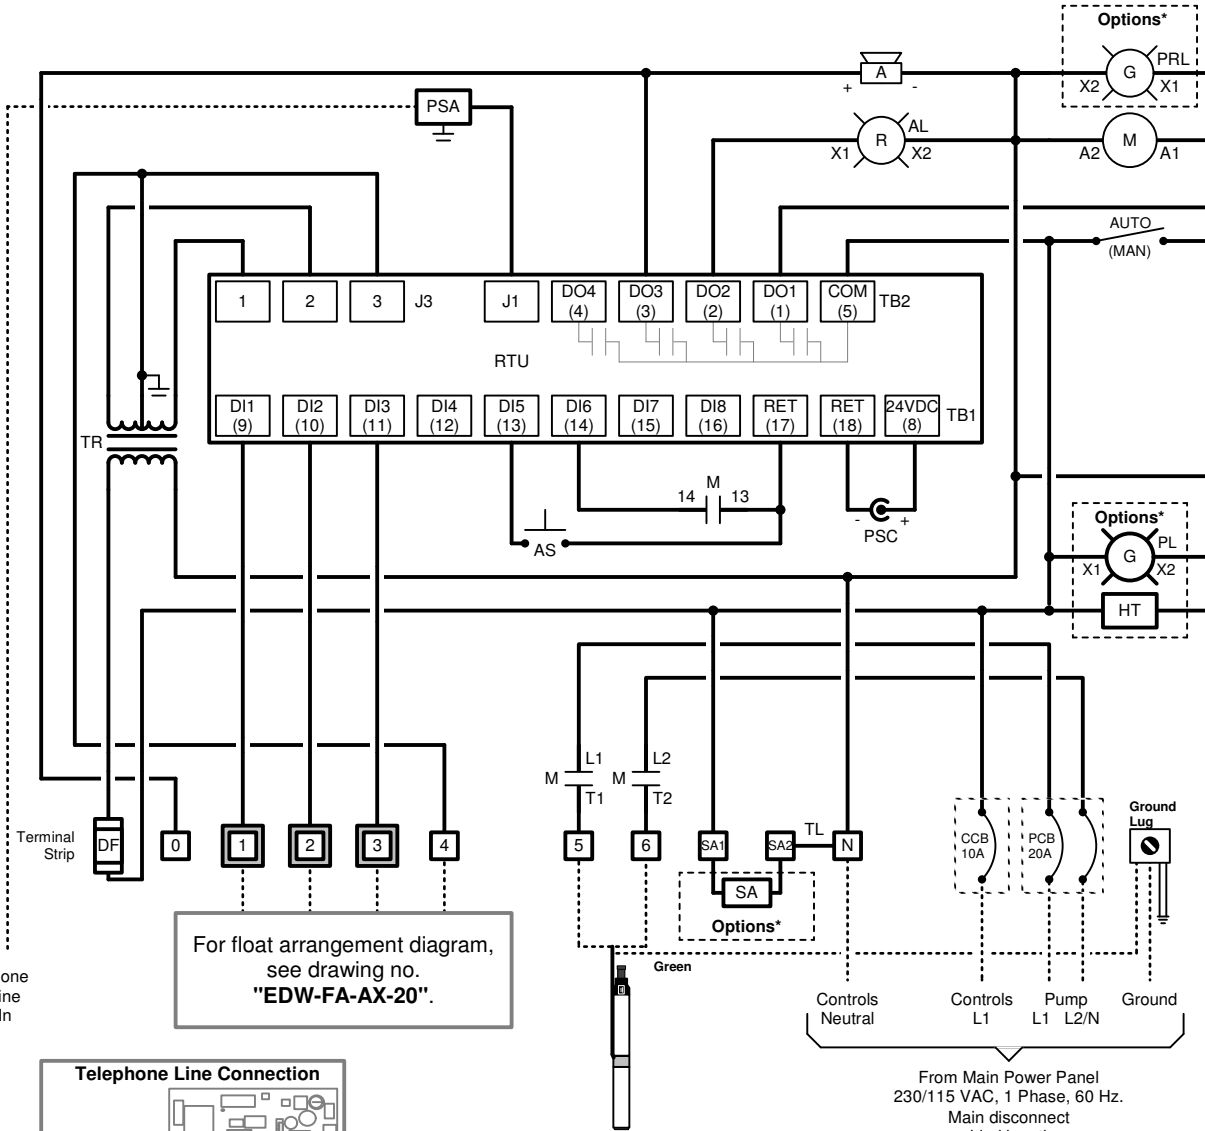 Options*
PRL
G
X2
X1
A
+
-
PSA
AL
R
X1
X2
M
A2
A1
AUTO
(MAN)
1
2
3
J3
J1
DO4
(4)
DO3
(3)
DO2
(2)
DO1
(1)
COM
(5)
TB2
RTU
DI1
(9)
DI2
(10)
DI3
(11)
DI4
(12)
DI5
(13)
DI6
(14)
DI7
(15)
DI8
(16)
RET
(17)
RET
(18)
24VDC
(8)
TB1
TR
M
14
13
AS
-
+
PSC
Options*
PL
G
X1
X2
HT
L1
M
T1
L2
M
T2
Terminal
Strip
DF
0
1
2
3
4
5
6
SA1
SA2
TL
N
SA
Options*
CCB
10A
PCB
20A
Ground
Lug
For float arrangement diagram,
see drawing no.
"EDW-FA-AX-20".
Green
one
ine
In
Controls
Neutral
Controls
L1
Pump
L1 L2/N
Ground
Telephone Line Connection
From Main Power Panel
230/115 VAC, 1 Phase, 60 Hz.
Main disconnect